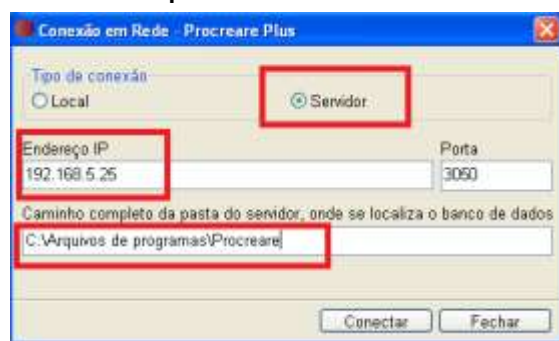 Conexão em Rede - Procreare Plus
Tipo de conexão
Local
Servidor
Endereço IP
Porta
192.168.5.25
3050
Caminho completo da pasta do servidor, onde se localiza o banco de dados
C:\Arquivos de programas\Procreare
Conectar
Fechar